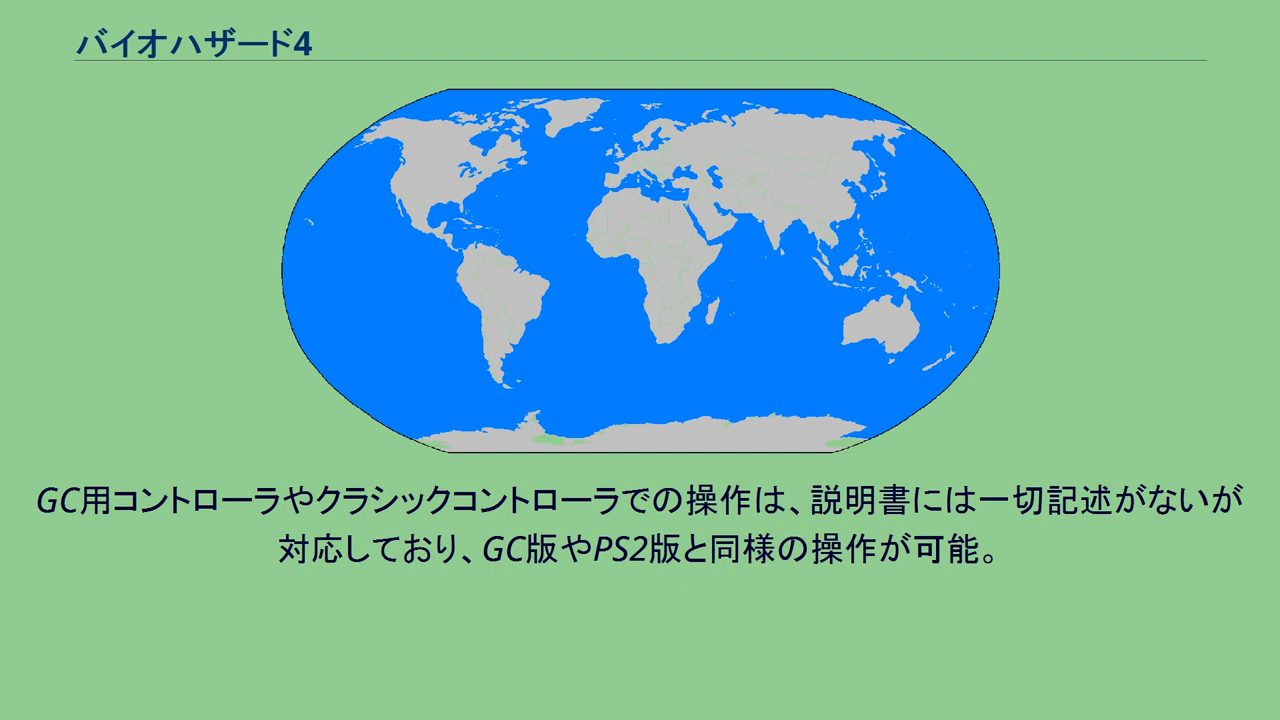 バイオハザード4
GC用コントローラやクラシックコントローラでの操作は、説明書には一切記述がないが
対応しており、GC版やPS2版と同様の操作が可能。